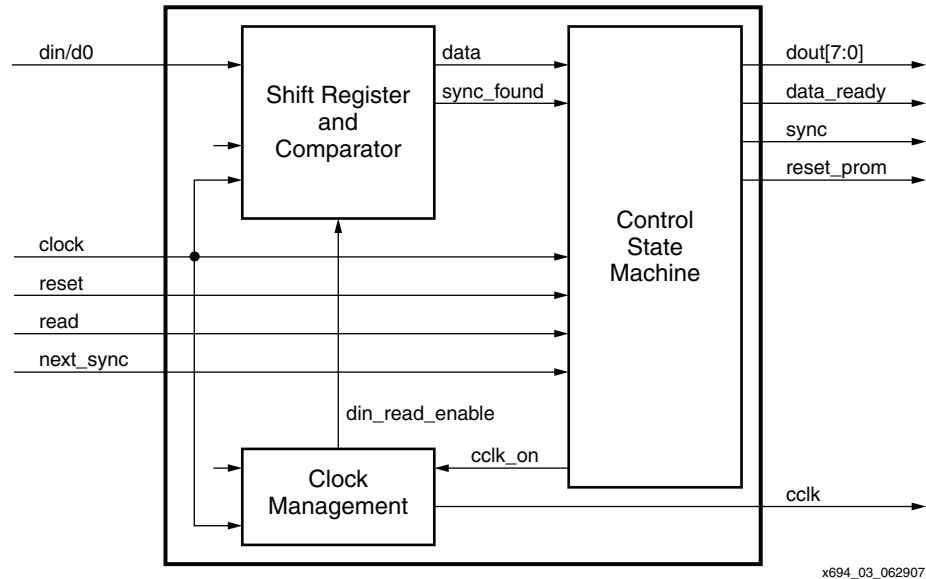 din/d0
data
dout[7:0]
Shift Register
and
Comparator
sync_found
data_ready
sync
reset_prom
Control
State
Machine
clock
reset
read
next_sync
din_read_enable
cclk_on
Clock
Management
cclk
x694_03_062907